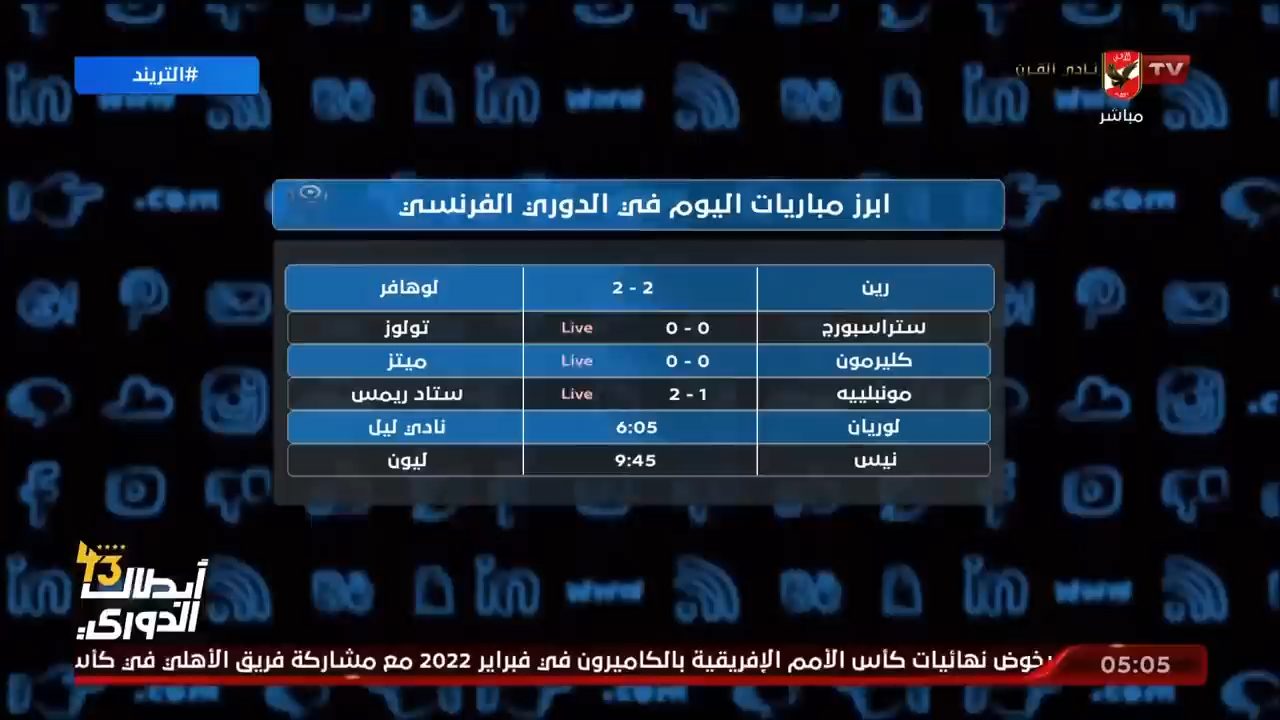 #التريند
نادي القرن TV
مباشر
ابرز مباريات اليوم في الدوري الفرنسي
رين 2 - 2 لوهافر
ستراسبورج 0 - 0 Live تولوز
كليرمون 0 - 0 Live ميتز
مونبلييه 2 - 1 Live ستاد ريمس
لوريان 6:05 نادي ليل
نيس 9:45 ليون
43 أبطال
الدوري
05:05 يخوض نهائيات كأس الأمم الإفريقية بالكاميرون في فبراير 2022 مع مشاركة فريق الأهلي في كأس